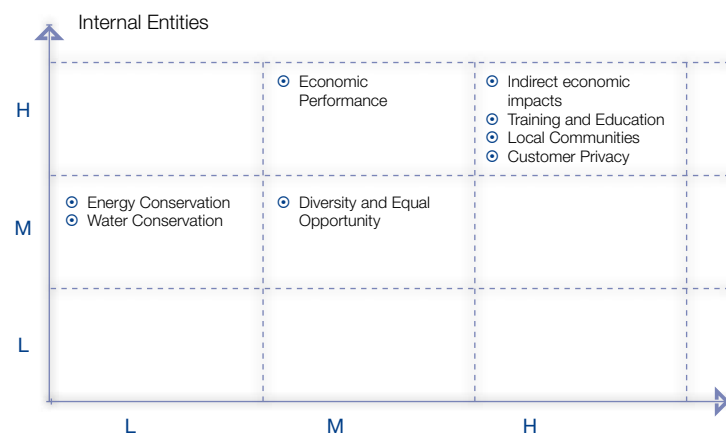 Internal Entities
H
Economic
Performance
Indirect economic
impacts
Training and Education
Local Communities
Customer Privacy
M
Energy Conservation
Water Conservation
Diversity and Equal
Opportunity
L
L
M
H